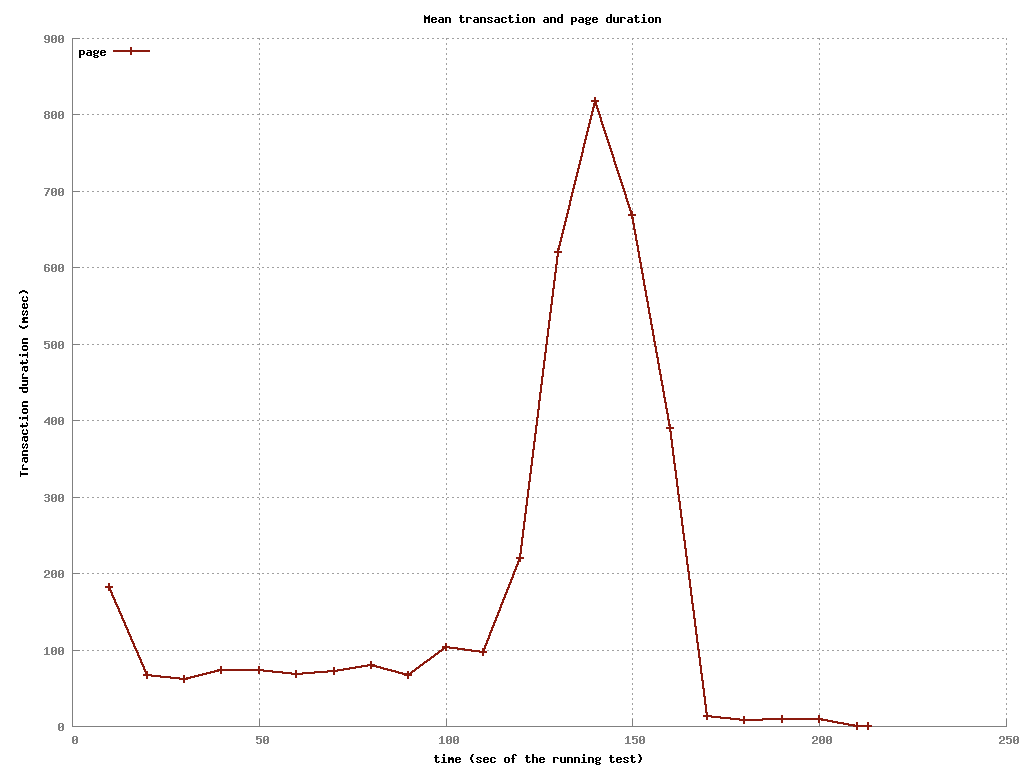 Mean transaction and page duration
page
900
800
700
600
500
400
300
200
100
0
Transaction duration (msec)
0 50 100 150 200 250
time (sec of the running test)